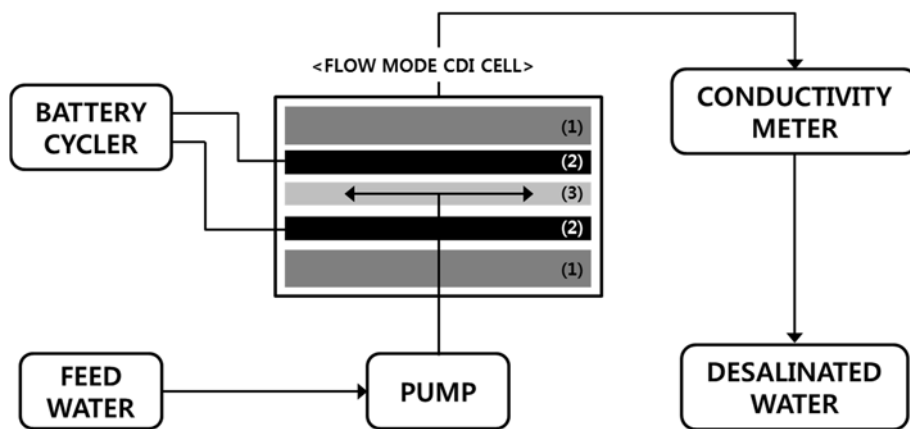 <FLOW MODE CDI CELL>
BATTERY
CYCLER
(1)
(2)
(3)
(2)
(1)
CONDUCTIVITY
METER
FEED
WATER
PUMP
DESALINATED
WATER